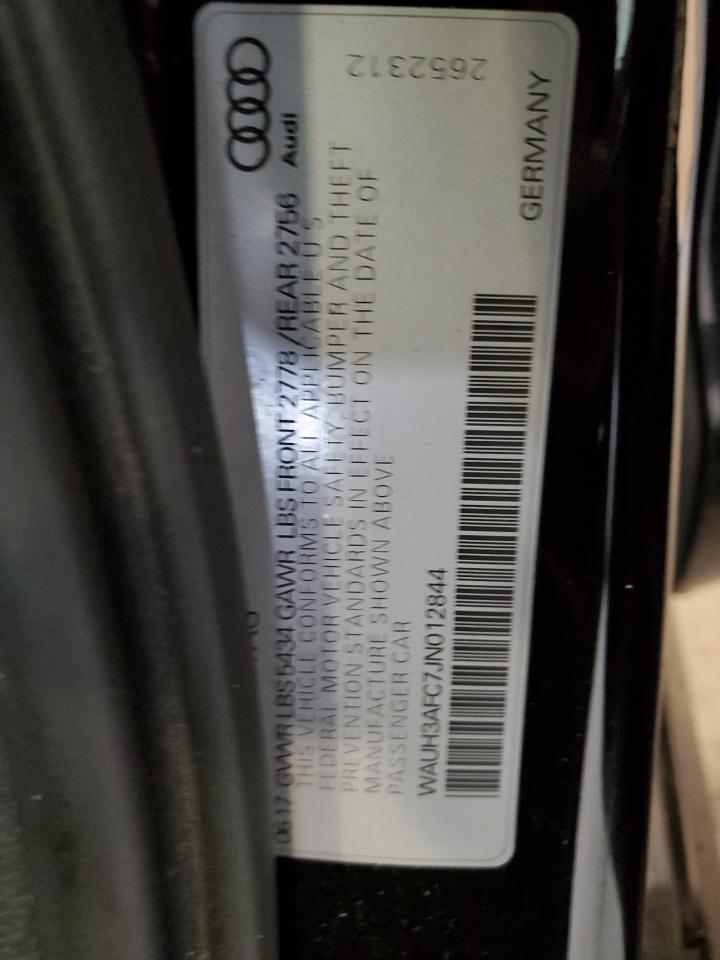 Audi
06 17 GVWR LBS 5434 GAWR LBS FRONT 2778 /REAR 2756
THIS VEHICLE CONFORMS TO ALL APPLICABLE U S
FEDERAL MOTOR VEHICLE SAFETY, BUMPER AND THEFT
PREVENTION STANDARDS IN EFFECT ON THE DATE OF
MANUFACTURE SHOWN ABOVE
PASSENGER CAR
WAUH3AFC7JN012844
GERMANY
2652312